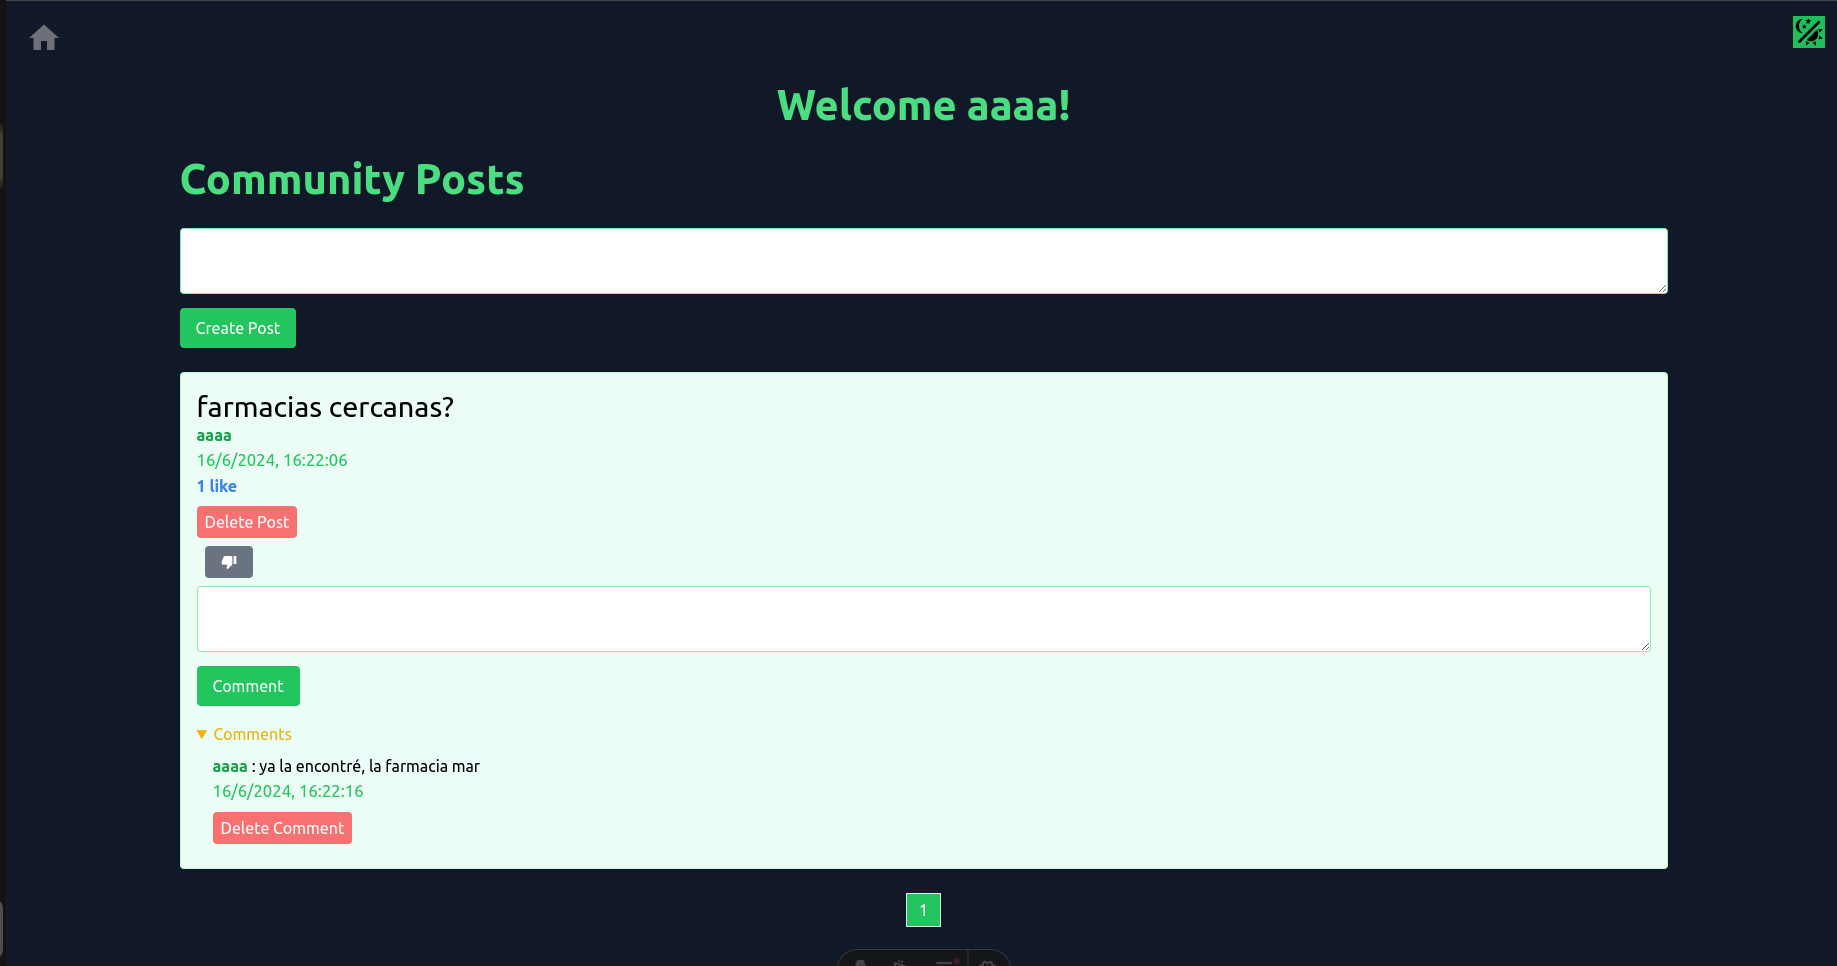 Welcome aaaa!
Community Posts
Create Post
farmacias cercanas?
aaaa
16/6/2024, 16:22:06
1 like
Delete Post
Comment
Comments
aaaa : ya la encontré, la farmacia mar
16/6/2024, 16:22:16
Delete Comment
1